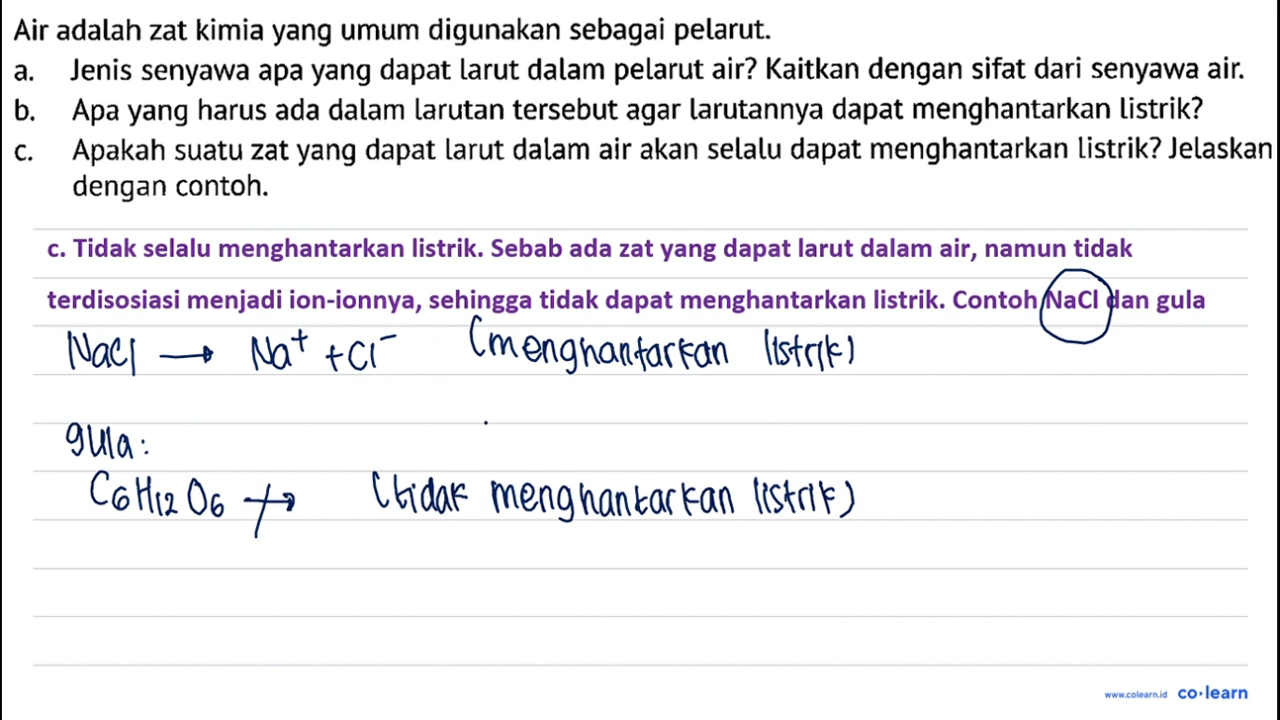 Air adalah zat kimia yang umum digunakan sebagai pelarut.
a. Jenis senyawa apa yang dapat larut dalam pelarut air? Kaitkan dengan sifat dari senyawa air.
b. Apa yang harus ada dalam larutan tersebut agar larutannya dapat menghantarkan listrik?
c. Apakah suatu zat yang dapat larut dalam air akan selalu dapat menghantarkan listrik? Jelaskan
dengan contoh.
c. Tidak selalu menghantarkan listrik. Sebab ada zat yang dapat larut dalam air, namun tidak
terdisosiasi menjadi ion-ionnya, sehingga tidak dapat menghantarkan listrik. Contoh NaCl dan gula
NaCl → Na⁺ + Cl⁻ (menghantarkan listrik)
gula:
C6H12O6 ↛ (tidak menghantarkan listrik)
www.colearn.id co·learn